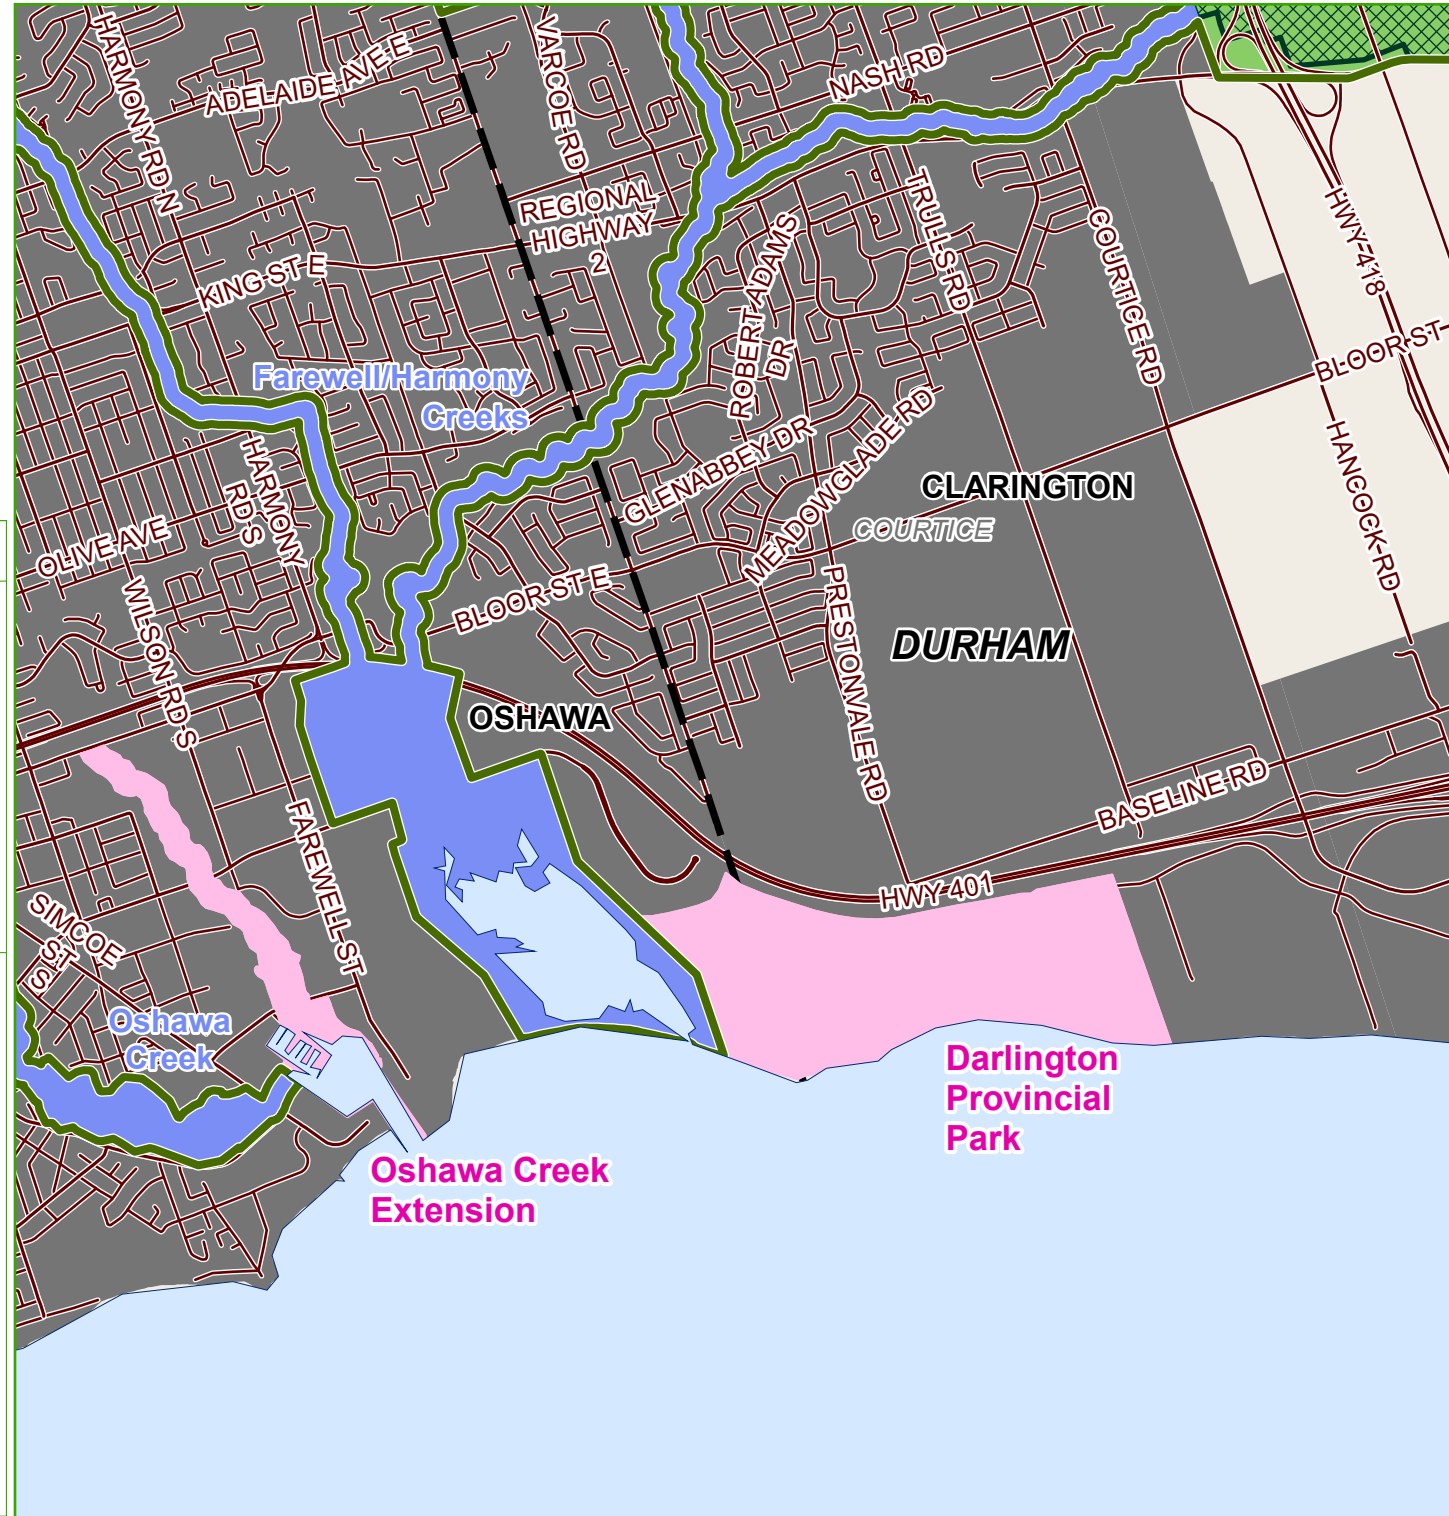 HARMONY RD N
ADELAIDE AVE E
VARCOE RD
NASH RD
REGIONAL
HIGHWAY
2
TRULLS RD
COURTICE RD
HWY 418
KING ST E
ROBERT ADAMS
DR
BLOOR ST
Farewell/Harmony
Creeks
HARMONY
RD S
GLENABBEY DR
MEADOWGLADE RD
CLARINGTON
COURTICE
HANCOCK RD
OLIVE AVE
WILSON RD S
BLOOR ST E
PRESTONVALE RD
DURHAM
OSHAWA
BASELINE RD
FAREWELL ST
HWY 401
SIMCOE
ST
S
Oshawa
Creek
Darlington
Provincial
Park
Oshawa Creek
Extension